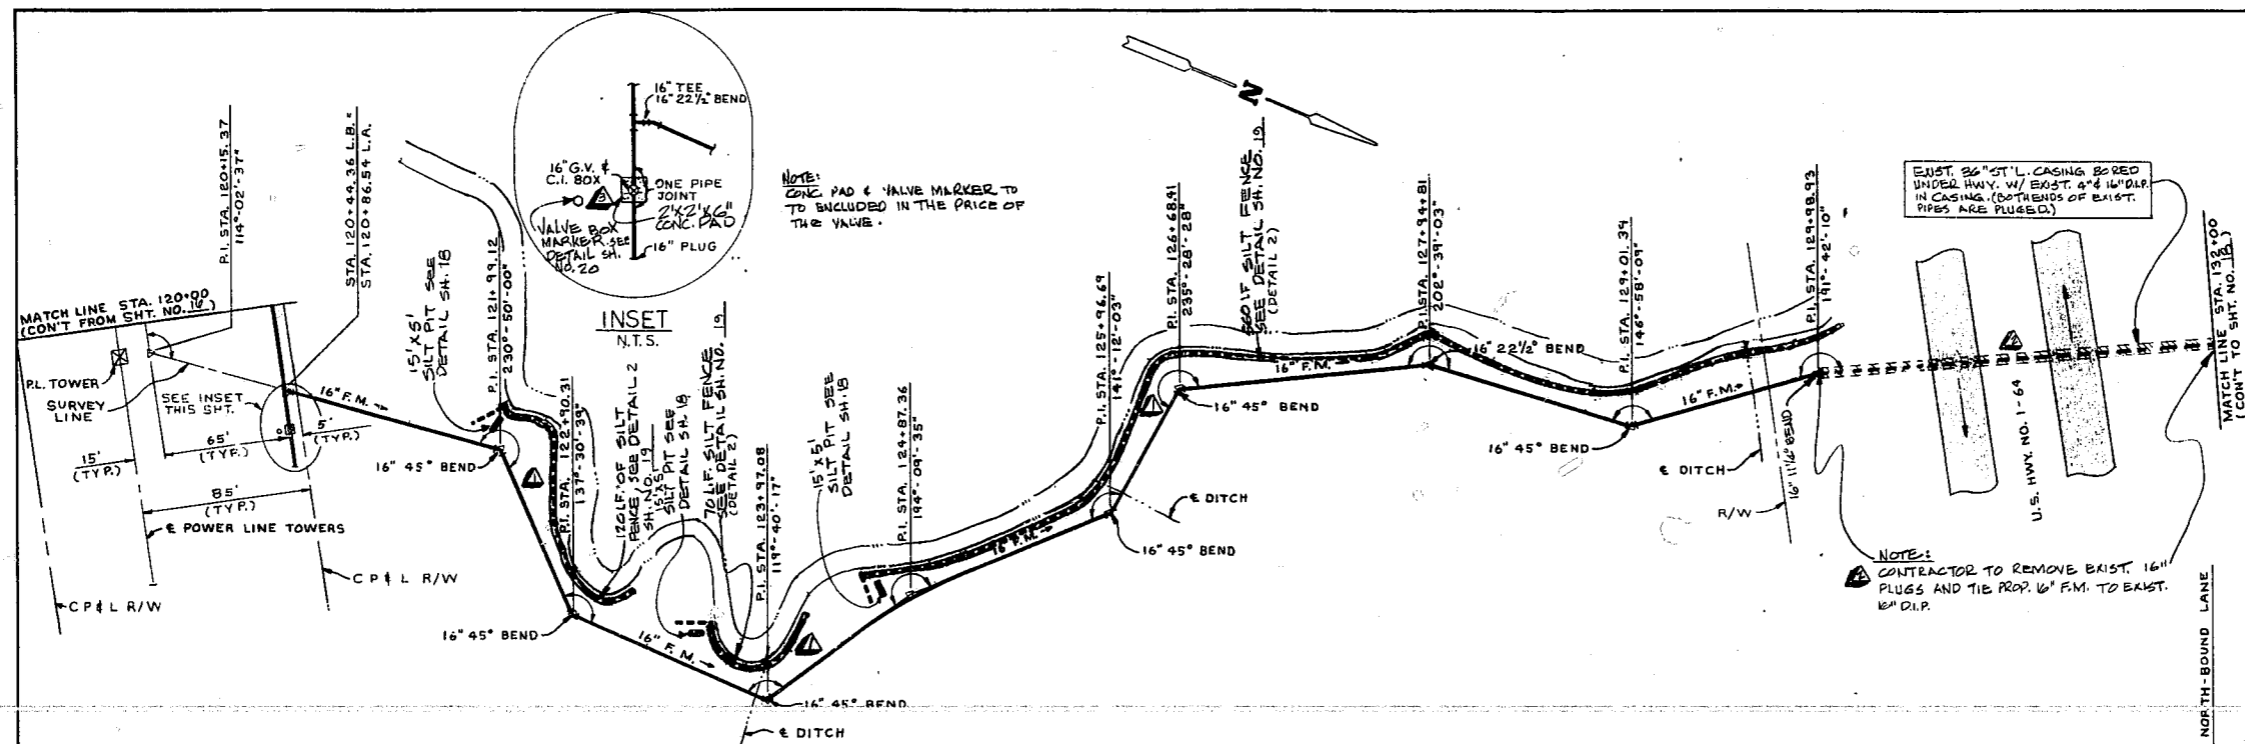 MATCH LINE STA. 120+00
(CON'T FROM SHT. NO. 16)
P.I. STA. 120+15.37
114°-02'-37"
STA. 120+44.36 L.B. =
STA. 120+86.54 L.A.
P.L. TOWER
SURVEY
LINE
SEE INSET
THIS SHT.
15'
(TYP.)
65'
(TYP.)
5'
(TYP.)
85'
(TYP.)
℄ POWER LINE TOWERS
C P & L R/W
C P & L R/W
16" F.M.
15' X 5'
SILT PIT SEE
DETAIL SH. 18
P.I. STA. 121+99.12
230°-50'-00"
16" 45° BEND
16" TEE
16" 22½° BEND
16" G.V. &
C.I. BOX
3
ONE PIPE
JOINT
2'X2'X6"
CONC. PAD
VALVE BOX
MARKER SEE
DETAIL SH.
NO. 20
16" PLUG
INSET
N.T.S.
NOTE:
CONC. PAD & VALVE MARKER TO
TO ENCLUDED IN THE PRICE OF
THE VALVE.
N
1
P.I. STA. 122+90.31
137°-30'-39"
120 L.F. OF SILT
FENCE (SEE DETAIL 2
SH. NO. 19
15'X5'
SILT PIT SEE
DETAIL SH. 18
16" 45° BEND
16" F.M.
70 L.F. SILT FENCE
SEE DETAIL SH. NO. 19
(DETAIL 2)
P.I. STA. 123+97.08
119°-40'-17"
1
16" 45° BEND
℄ DITCH
15' X 5'
SILT PIT SEE
DETAIL SH. 18
P.I. STA. 124+87.36
194°-09'-35"
16" F.M.
P.I. STA. 125+96.69
141°-12'-03"
1
℄ DITCH
16" 45° BEND
P.I. STA. 126+68.41
235°-28'-28"
16" 45° BEND
560 LF SILT FENCE
SEE DETAIL SH. NO. 19
(DETAIL 2)
16" F.M.
P.I. STA. 127+94.81
202°-39'-03"
16" 22½° BEND
P.I. STA. 129+01.34
146°-58'-09"
16" 45° BEND
16" F.M.
℄ DITCH
R/W
16" 11¼° BEND
P.I. STA. 129+98.93
191°-42'-10"
EXIST. 36" ST'L. CASING BORED
UNDER HWY. W/ EXIST. 4" & 16" D.I.P.
IN CASING. (BOTH ENDS OF EXIST.
PIPES ARE PLUGED.)
2
U.S. HWY. NO. I-64
MATCH LINE STA. 132+00
(CON'T TO SHT. NO. 18)
NOTE:
CONTRACTOR TO REMOVE EXIST. 16"
PLUGS AND TIE PROP. 16" F.M. TO EXIST.
16" D.I.P.
NORTH-BOUND LANE